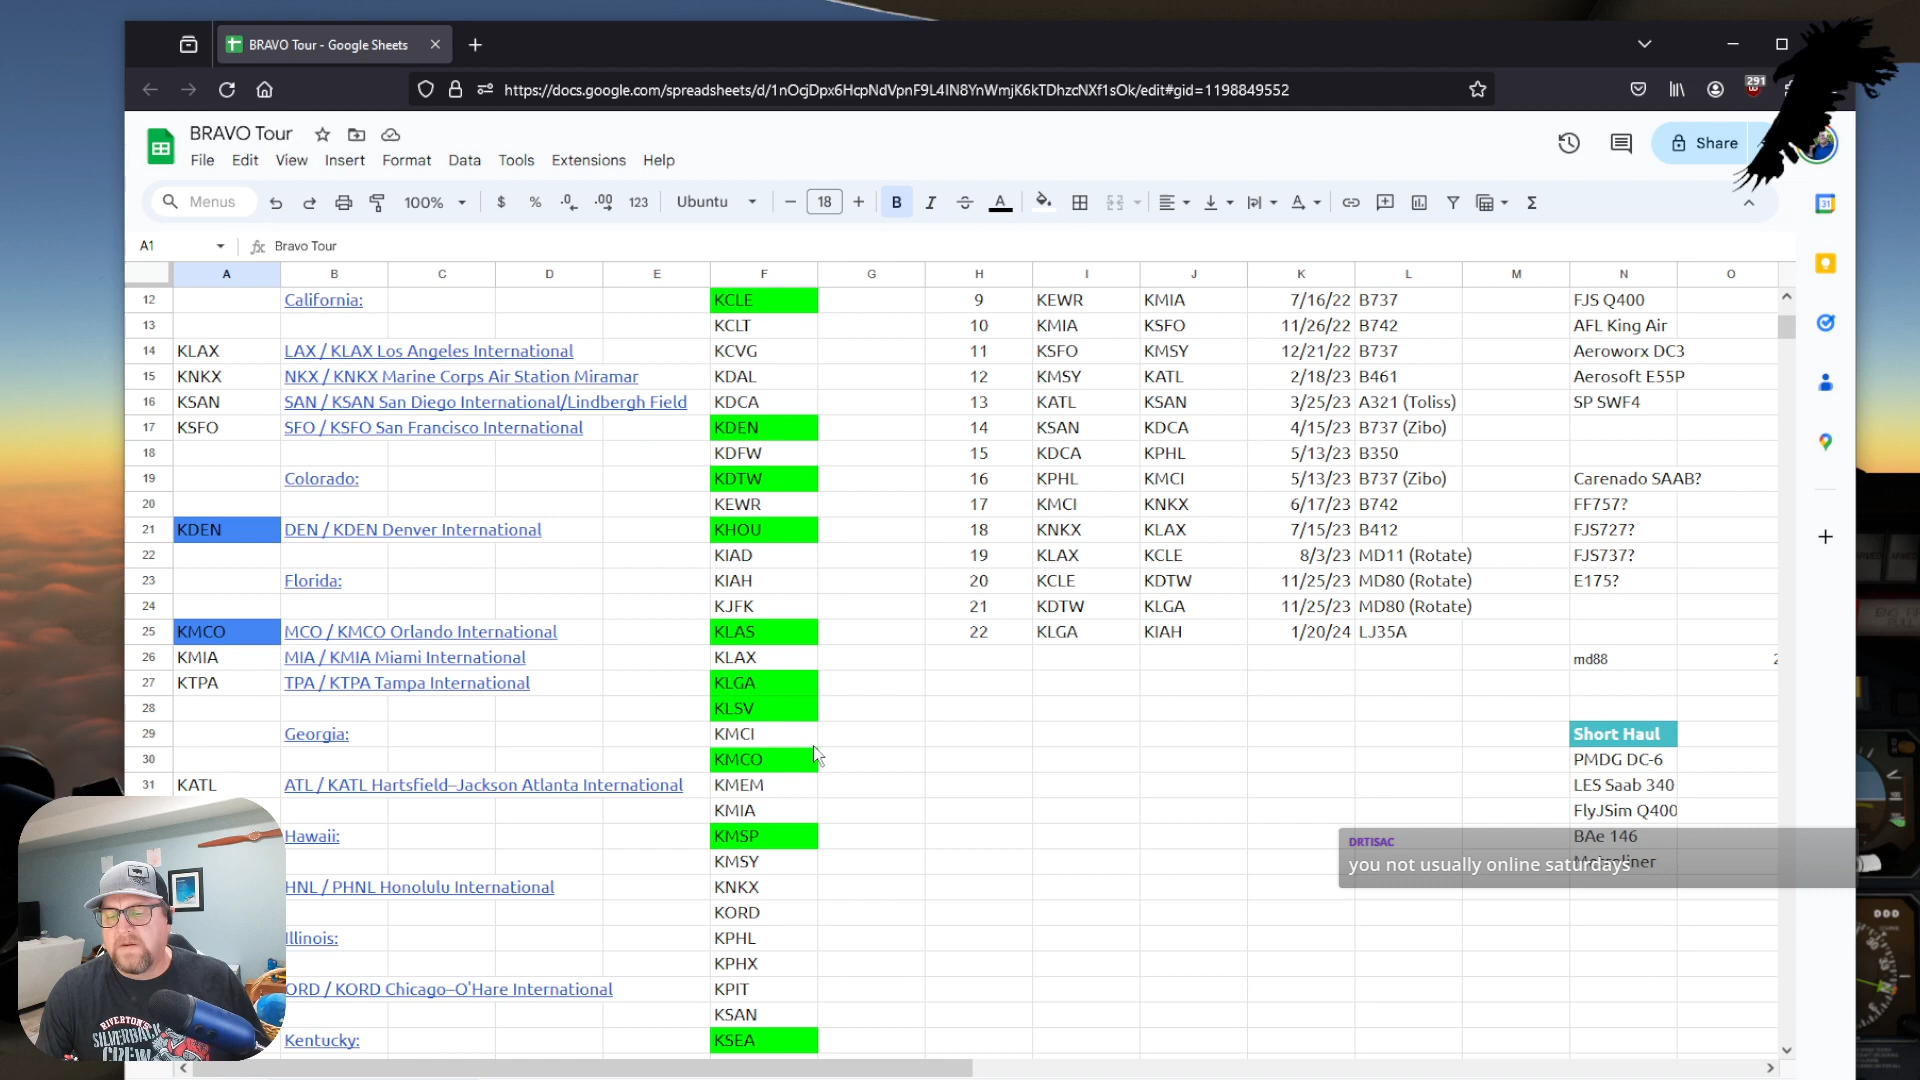 BRAVO Tour - Google Sheets
https://docs.google.com/spreadsheets/d/1nOcjDpx6HcpNdVpnF9L4IN8YnWmjK6kTDhzcNXf1sOk/edit#gid=1198849552
291
BRAVO Tour
Share
File Edit View Insert Format Data Tools Extensions Help
Menus 100% $ % .0 .00 123 Ubuntu 18 B I A Σ
31
A1 fx Bravo Tour
A B C D E F G H I J K L M N O
12 California: KCLE 9 KEWR KMIA 7/16/22 B737 FJS Q400
13 KCLT 10 KMIA KSFO 11/26/22 B742 AFL King Air
14 KLAX LAX / KLAX Los Angeles International KCVG 11 KSFO KMSY 12/21/22 B737 Aeroworx DC3
15 KNKX NKX / KNKX Marine Corps Air Station Miramar KDAL 12 KMSY KATL 2/18/23 B461 Aerosoft E55P
16 KSAN SAN / KSAN San Diego International/Lindbergh Field KDCA 13 KATL KSAN 3/25/23 A321 (Toliss) SP SWF4
17 KSFO SFO / KSFO San Francisco International KDEN 14 KSAN KDCA 4/15/23 B737 (Zibo)
18 KDFW 15 KDCA KPHL 5/13/23 B350
19 Colorado: KDTW 16 KPHL KMCI 5/13/23 B737 (Zibo) Carenado SAAB?
20 KEWR 17 KMCI KNKX 6/17/23 B742 FF757?
21 KDEN DEN / KDEN Denver International KHOU 18 KNKX KLAX 7/15/23 B412 FJS727?
22 KIAD 19 KLAX KCLE 8/3/23 MD11 (Rotate) FJS737?
23 Florida: KIAH 20 KCLE KDTW 11/25/23 MD80 (Rotate) E175?
24 KJFK 21 KDTW KLGA 11/25/23 MD80 (Rotate)
25 KMCO MCO / KMCO Orlando International KLAS 22 KLGA KIAH 1/20/24 LJ35A
26 KMIA MIA / KMIA Miami International KLAX md88
27 KTPA TPA / KTPA Tampa International KLGA
28 KLSV
29 Georgia: KMCI Short Haul
30 KMCO PMDG DC-6
31 KATL ATL / KATL Hartsfield–Jackson Atlanta International KMEM LES Saab 340
KMIA FlyJSim Q400
Hawaii: KMSP BAe 146
DRTISAC
you not usually online saturdays
KMSY
HNL / PHNL Honolulu International KNKX
KORD
Illinois: KPHL
KPHX
ORD / KORD Chicago–O'Hare International KPIT
KSAN
Kentucky: KSEA
RIVERTON'S
SILVERBACK
CREW